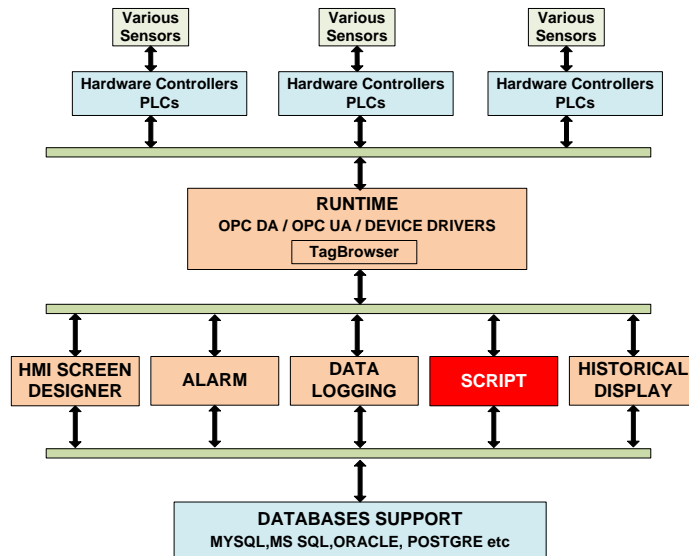 Various
Sensors
Various
Sensors
Various
Sensors
Hardware Controllers
PLCs
Hardware Controllers
PLCs
Hardware Controllers
PLCs
RUNTIME
OPC DA / OPC UA / DEVICE DRIVERS
TagBrowser
HMI SCREEN
DESIGNER
ALARM
DATA
LOGGING
SCRIPT
HISTORICAL
DISPLAY
DATABASES SUPPORT
MYSQL,MS SQL,ORACLE, POSTGRE etc